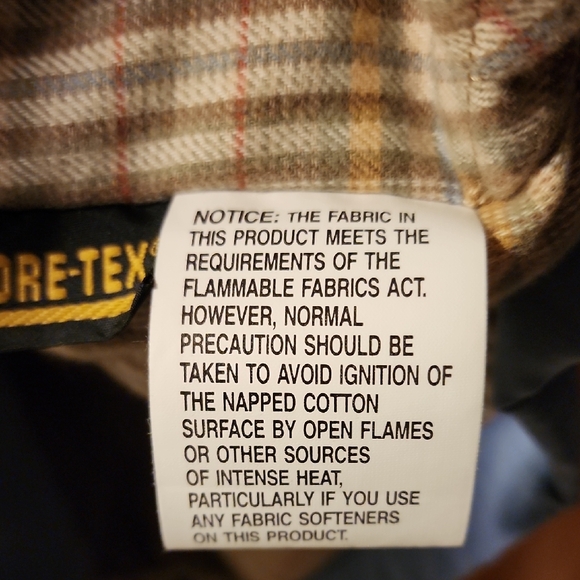 ORE-TEX®
NOTICE: THE FABRIC IN
THIS PRODUCT MEETS THE
REQUIREMENTS OF THE
FLAMMABLE FABRICS ACT.
HOWEVER, NORMAL
PRECAUTION SHOULD BE
TAKEN TO AVOID IGNITION OF
THE NAPPED COTTON
SURFACE BY OPEN FLAMES
OR OTHER SOURCES
OF INTENSE HEAT,
PARTICULARLY IF YOU USE
ANY FABRIC SOFTENERS
ON THIS PRODUCT.